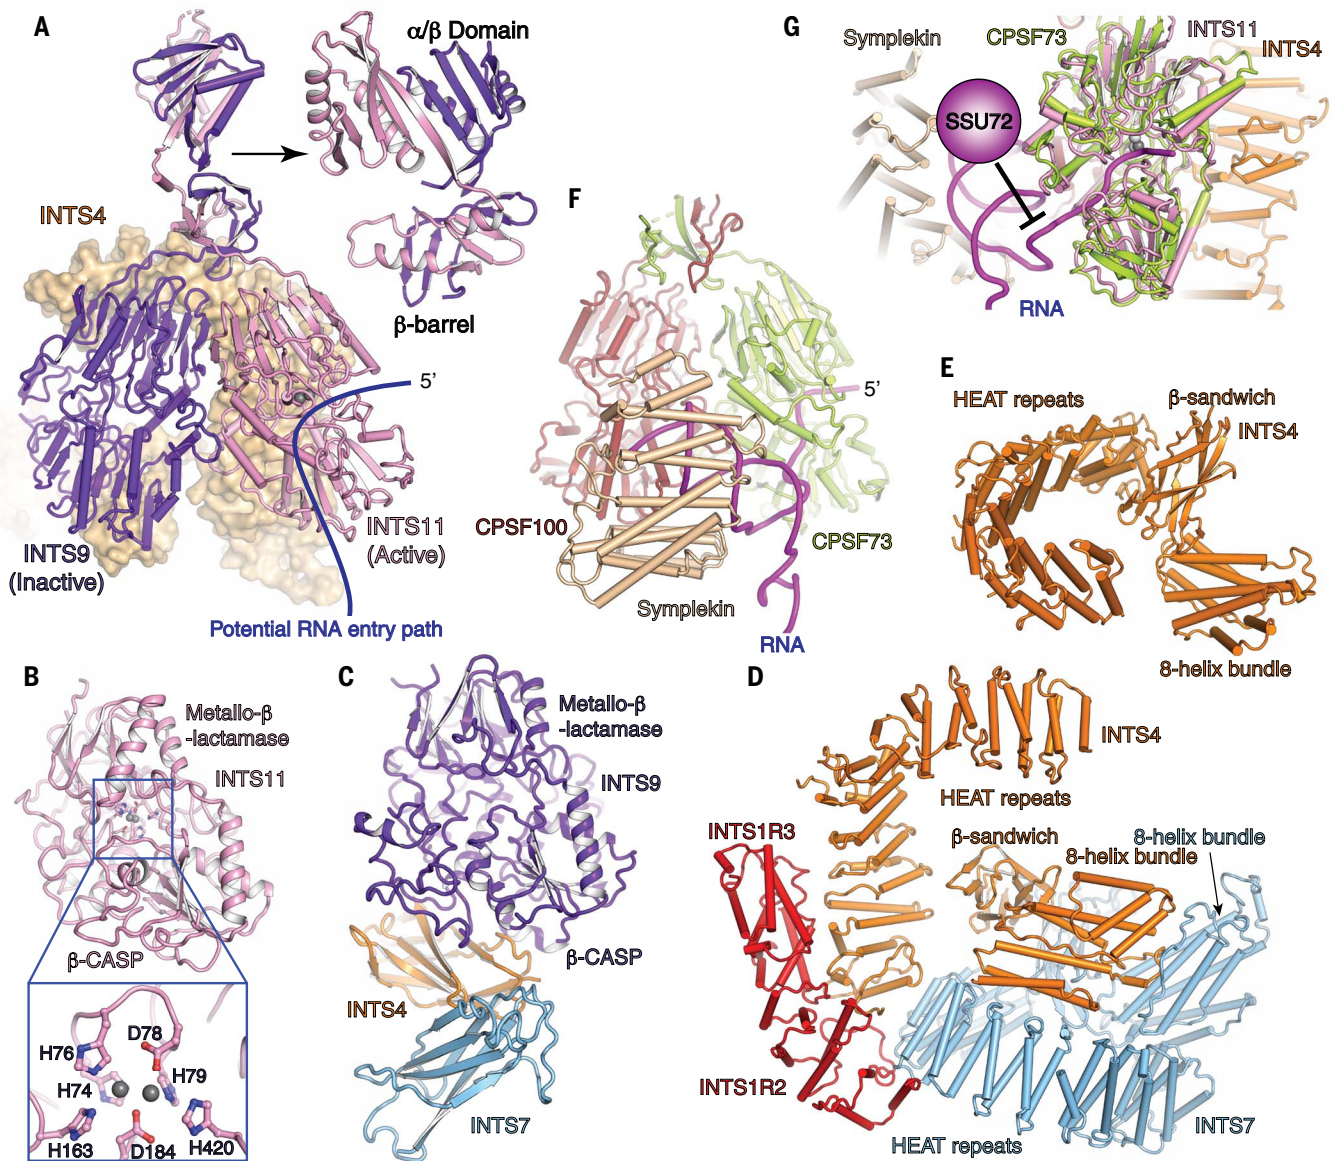 A
α/β Domain
INTS4
β-barrel
5’
INTS9
(Inactive)
INTS11
(Active)
Potential RNA entry path
G
Symplekin
CPSF73
INTS11
INTS4
SSU72
RNA
F
5’
CPSF100
CPSF73
Symplekin
RNA
E
HEAT repeats
β-sandwich
INTS4
8-helix bundle
B
Metallo-β
-lactamase
INTS11
β-CASP
D78
H76
H79
H74
H163
D184
H420
C
Metallo-β
-lactamase
INTS9
β-CASP
INTS4
INTS7
D
INTS4
HEAT repeats
INTS1R3
β-sandwich
8-helix bundle
8-helix bundle
INTS1R2
HEAT repeats
INTS7